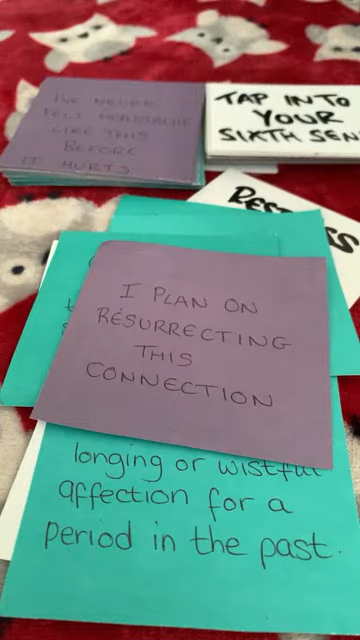 I'VE NEVER
FELT HEADACHE
LIKE THIS
BEFORE
IT HURTS
TAP INTO
YOUR
SIXTH SEN
I PLAN ON
RESURRECTING
THIS
CONNECTION
longing or wistful
affection for a
period in the past.